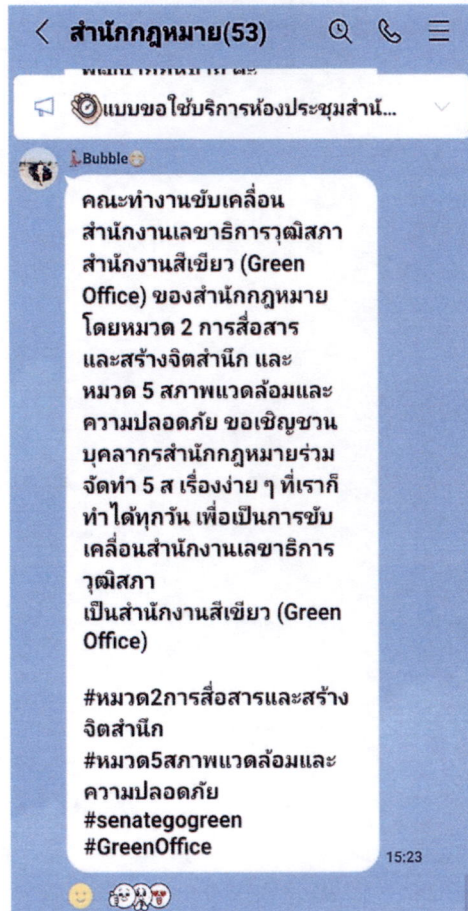 สำนักกฎหมาย(53)
แบบขอใช้บริการห้องประชุมสำนั...
Bubble
คณะทำงานขับเคลื่อน
สำนักงานเลขาธิการวุฒิสภา
สำนักงานสีเขียว (Green
Office) ของสำนักกฎหมาย
โดยหมวด 2 การสื่อสาร
และสร้างจิตสำนึก และ
หมวด 5 สภาพแวดล้อมและ
ความปลอดภัย ขอเชิญชวน
บุคลากรสำนักกฎหมายร่วม
จัดทำ 5 ส เรื่องง่าย ๆ ที่เราก็
ทำได้ทุกวัน เพื่อเป็นการขับ
เคลื่อนสำนักงานเลขาธิการ
วุฒิสภา
เป็นสำนักงานสีเขียว (Green
Office)
#หมวด2การสื่อสารและสร้าง
จิตสำนึก
#หมวด5สภาพแวดล้อมและ
ความปลอดภัย
#senategogreen
#GreenOffice
15:23